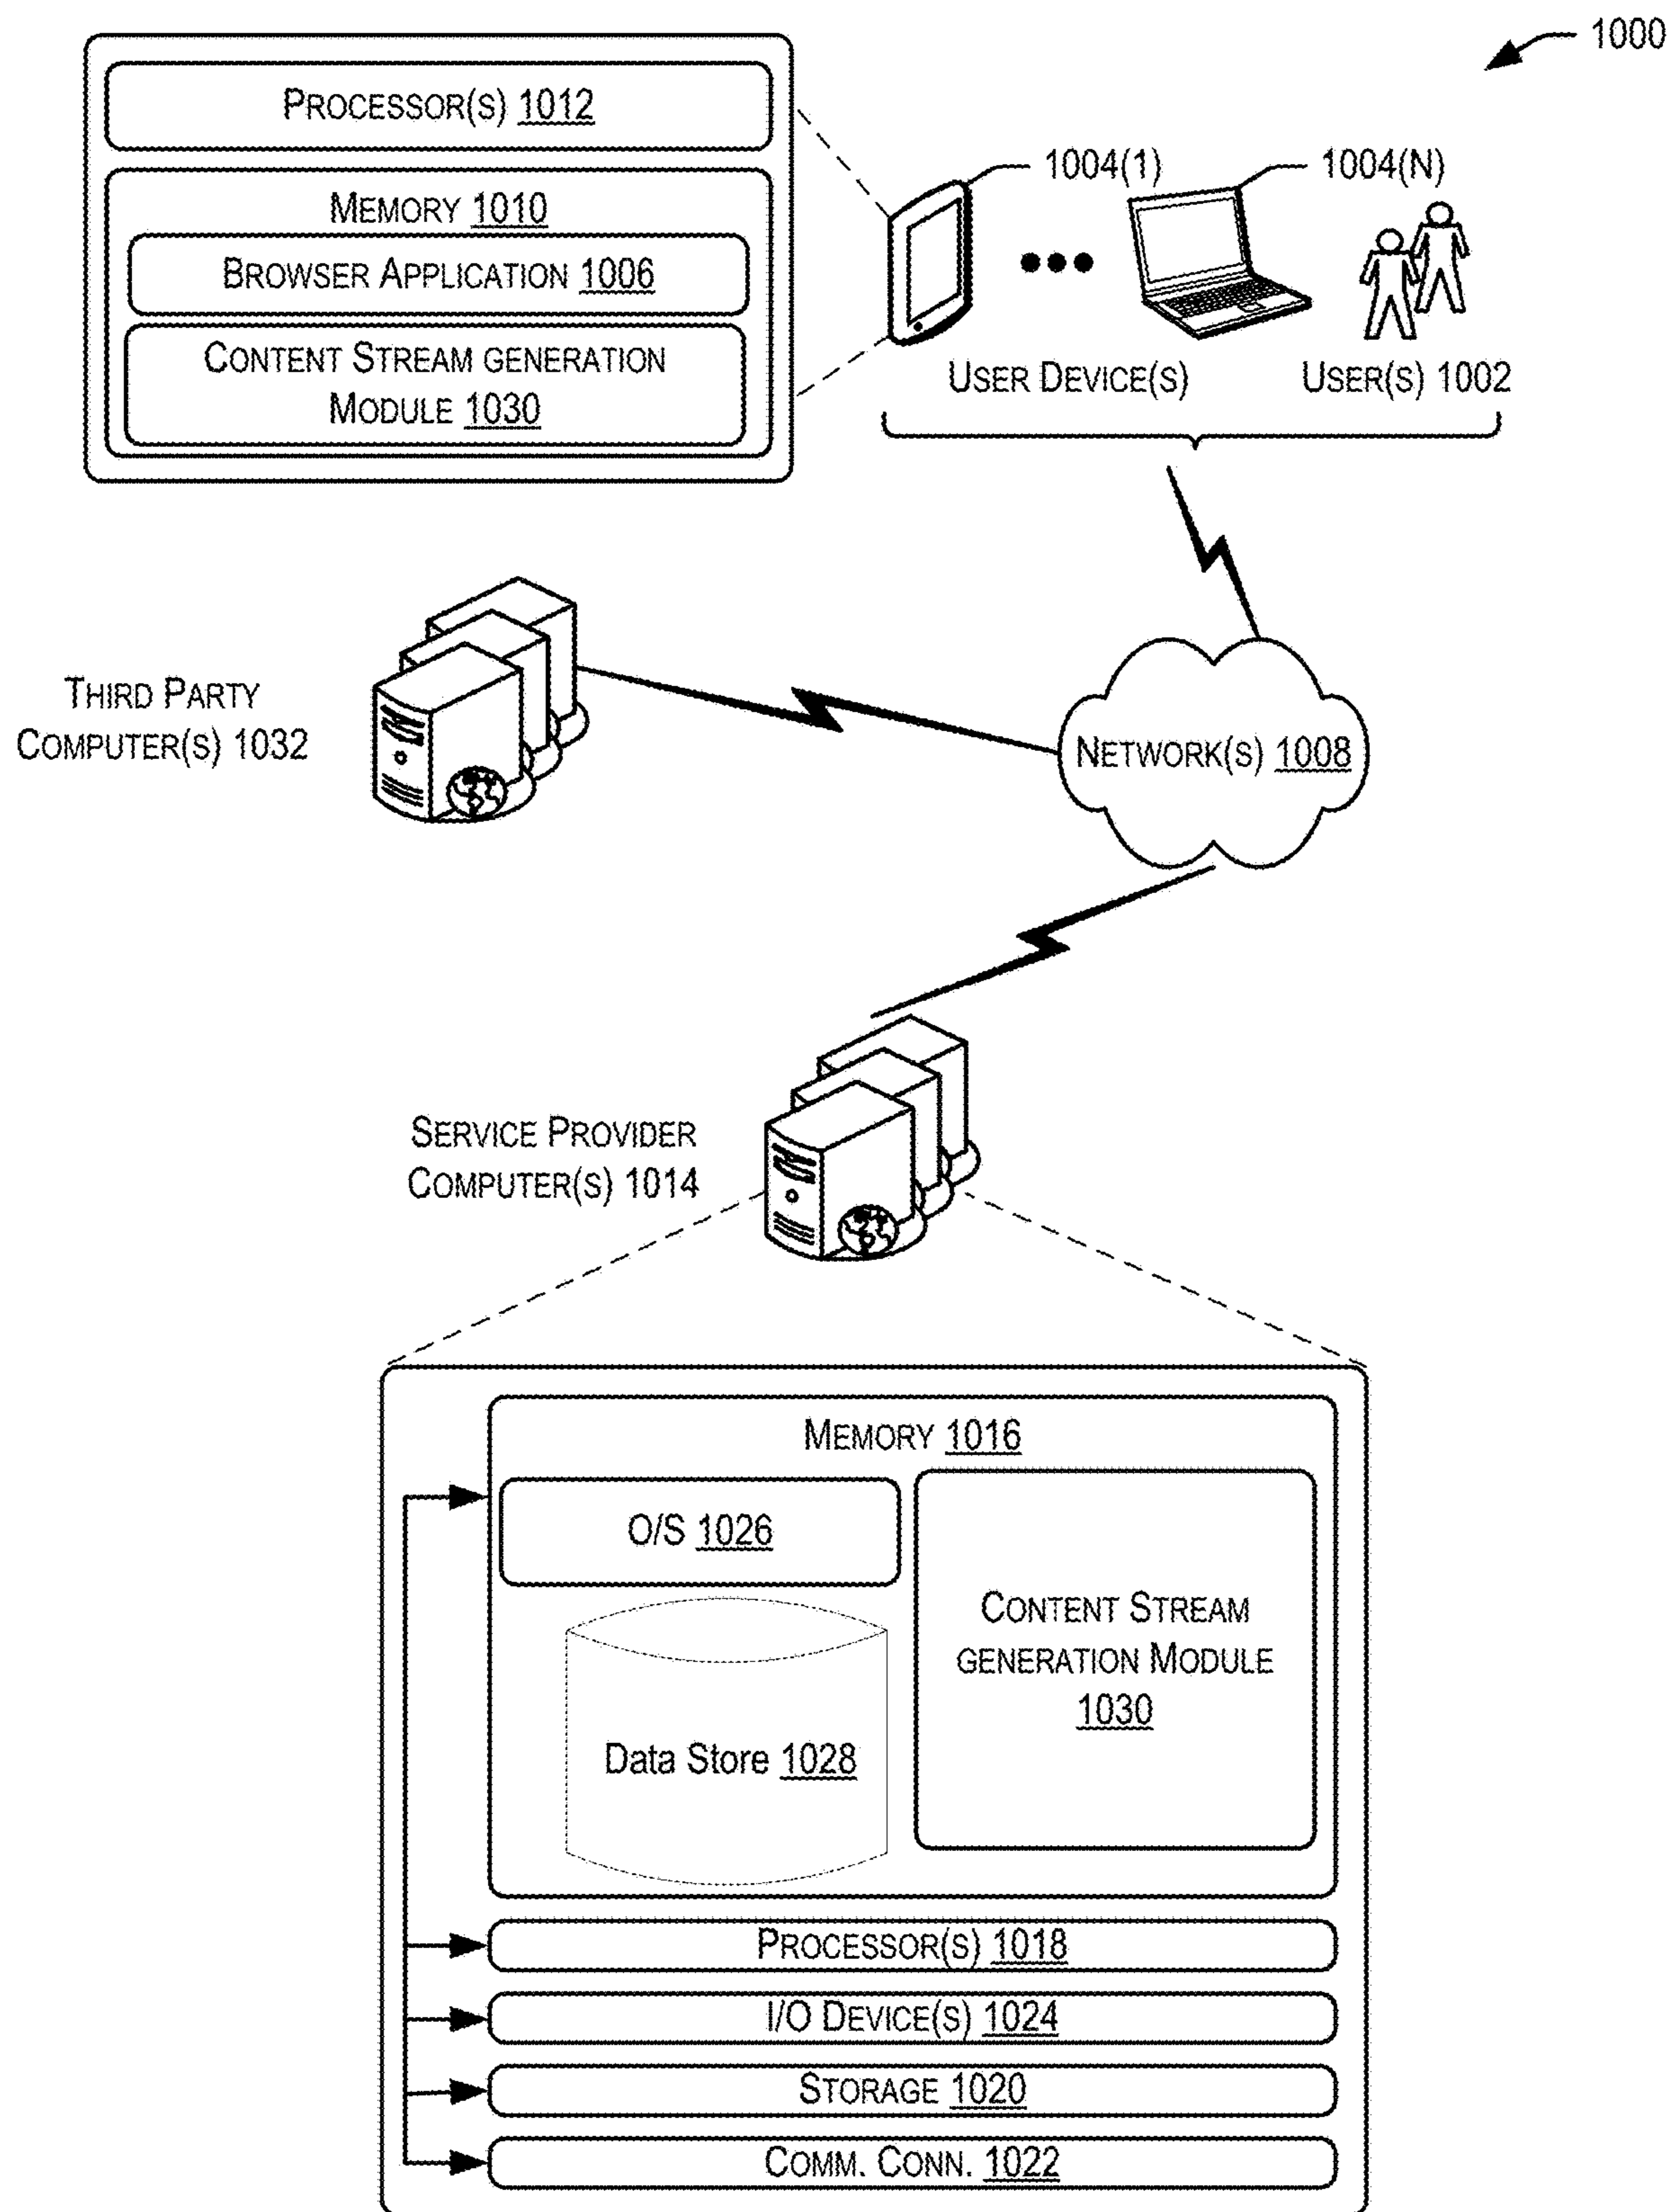 1000
PROCESSOR(S) 1012
MEMORY 1010
BROWSER APPLICATION 1006
CONTENT STREAM GENERATION
MODULE 1030
1004(1)
1004(N)
USER DEVICE(S)
USER(S) 1002
THIRD PARTY
COMPUTER(S) 1032
NETWORK(S) 1008
SERVICE PROVIDER
COMPUTER(S) 1014
MEMORY 1016
O/S 1026
Data Store 1028
CONTENT STREAM
GENERATION MODULE
1030
PROCESSOR(S) 1018
I/O DEVICE(S) 1024
STORAGE 1020
COMM. CONN. 1022